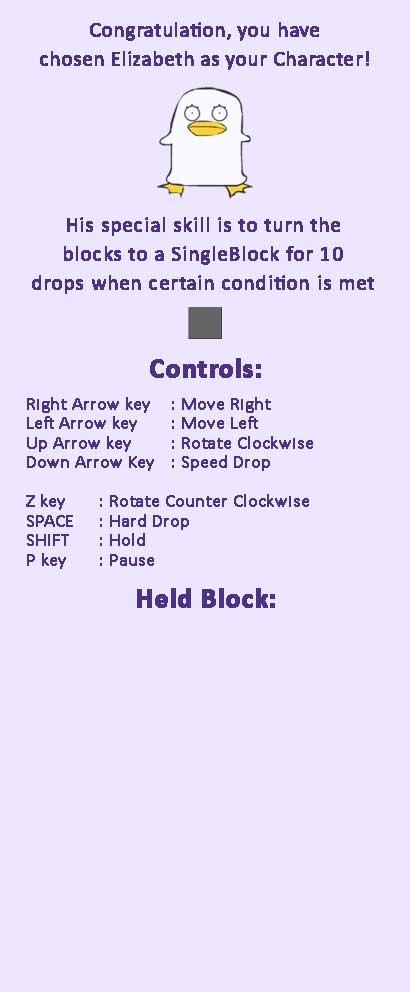 Congratulation, you have
chosen Elizabeth as your Character!
His special skill is to turn the
blocks to a SingleBlock for 10
drops when certain condition is met
Controls:
Right Arrow key : Move Right
Left Arrow key : Move Left
Up Arrow key : Rotate Clockwise
Down Arrow Key : Speed Drop
Z key : Rotate Counter Clockwise
SPACE : Hard Drop
SHIFT : Hold
P key : Pause
Held Block: